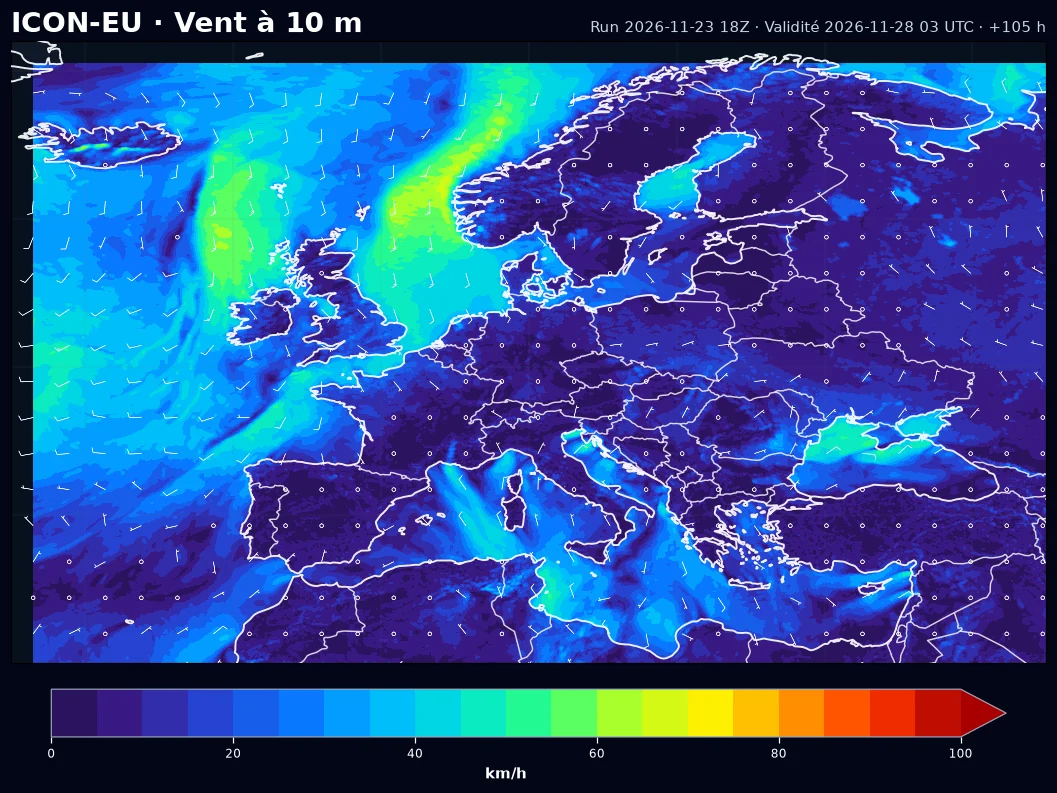 ICON-EU · Vent à 10 m
Run 2026-11-23 18Z · Validité 2026-11-28 03 UTC · +105 h
0 20 40 60 80 100
km/h